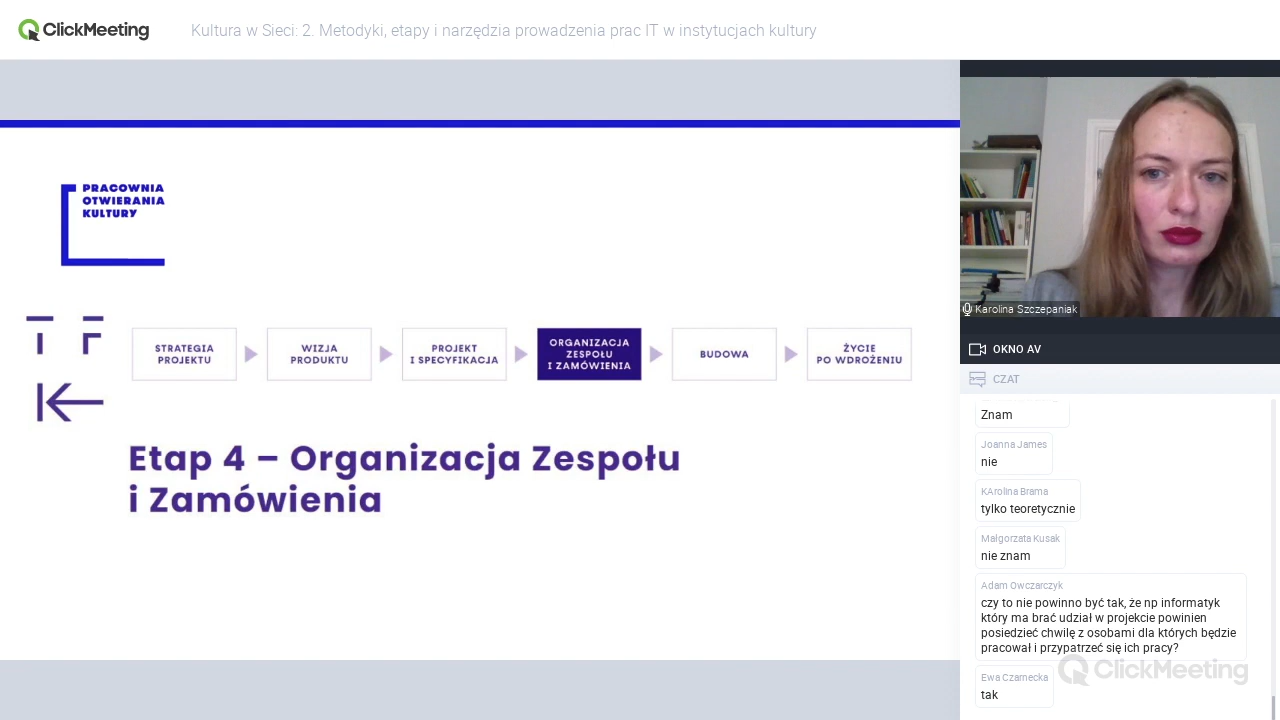 ClickMeeting
Kultura w Sieci: 2. Metodyki, etapy i narzędzia prowadzenia prac IT w instytucjach kultury
PRACOWNIA
OTWIERANIA
KULTURY
STRATEGIA
PROJEKTU
WIZJA
PRODUKTU
PROJEKT
I SPECYFIKACJA
ORGANIZACJA
ZESPOŁU
I ZAMÓWIENIA
BUDOWA
ŻYCIE
PO WDROŻENIU
Etap 4 – Organizacja Zespołu
i Zamówienia
Karolina Szczepaniak
OKNO AV
CZAT
Znam
Joanna James
nie
KArolina Brama
tylko teoretycznie
Małgorzata Kusak
nie znam
Adam Owczarczyk
czy to nie powinno być tak, że np informatyk
który ma brać udział w projekcie powinien
posiedzieć chwilę z osobami dla których będzie
pracował i przypatrzeć się ich pracy?
ClickMeeting
Ewa Czarnecka
tak